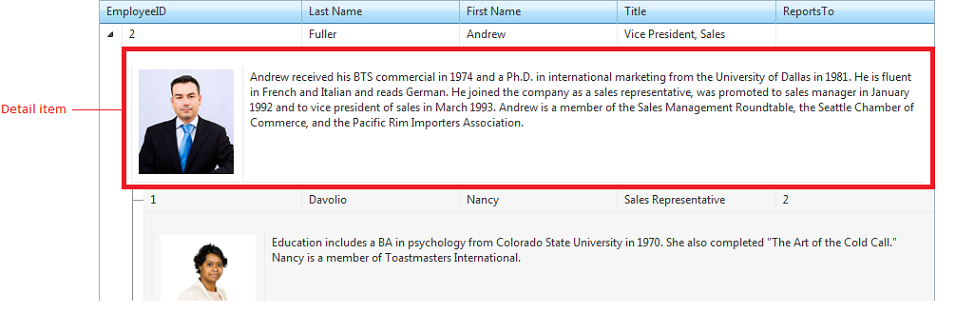 EmployeeID Last Name First Name Title ReportsTo
2 Fuller Andrew Vice President, Sales
Andrew received his BTS commercial in 1974 and a Ph.D. in international marketing from the University of Dallas in 1981. He is fluent
in French and Italian and reads German. He joined the company as a sales representative, was promoted to sales manager in January
Detail item
1992 and to vice president of sales in March 1993. Andrew is a member of the Sales Management Roundtable, the Seattle Chamber of
Commerce, and the Pacific Rim Importers Association.
1 Davolio Nancy Sales Representative 2
Education includes a BA in psychology from Colorado State University in 1970. She also completed "The Art of the Cold Call."
Nancy is a member of Toastmasters International.